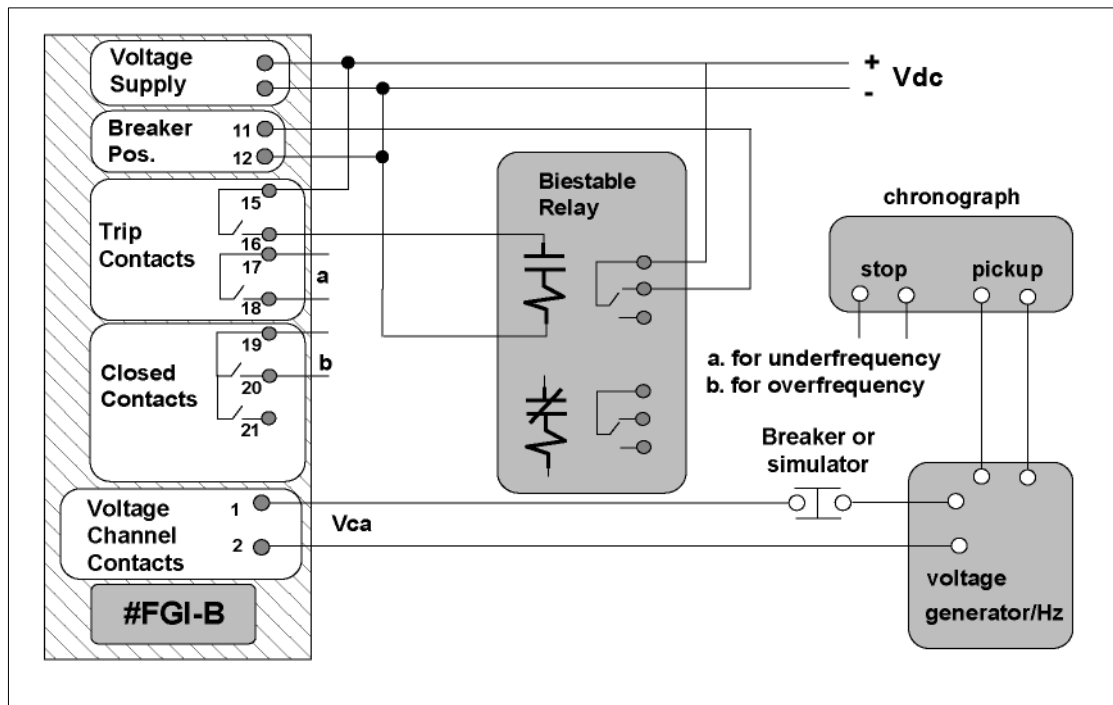 Voltage
Supply
+
-
Vdc
Breaker
Pos.
11
12
Trip
Contacts
15
16
17
18
a
Closed
Contacts
19
20
21
b
Voltage
Channel
Contacts
1
2
Vca
#FGI-B
Biestable
Relay
chronograph
stop
pickup
a. for underfrequency
b. for overfrequency
Breaker or
simulator
voltage
generator/Hz